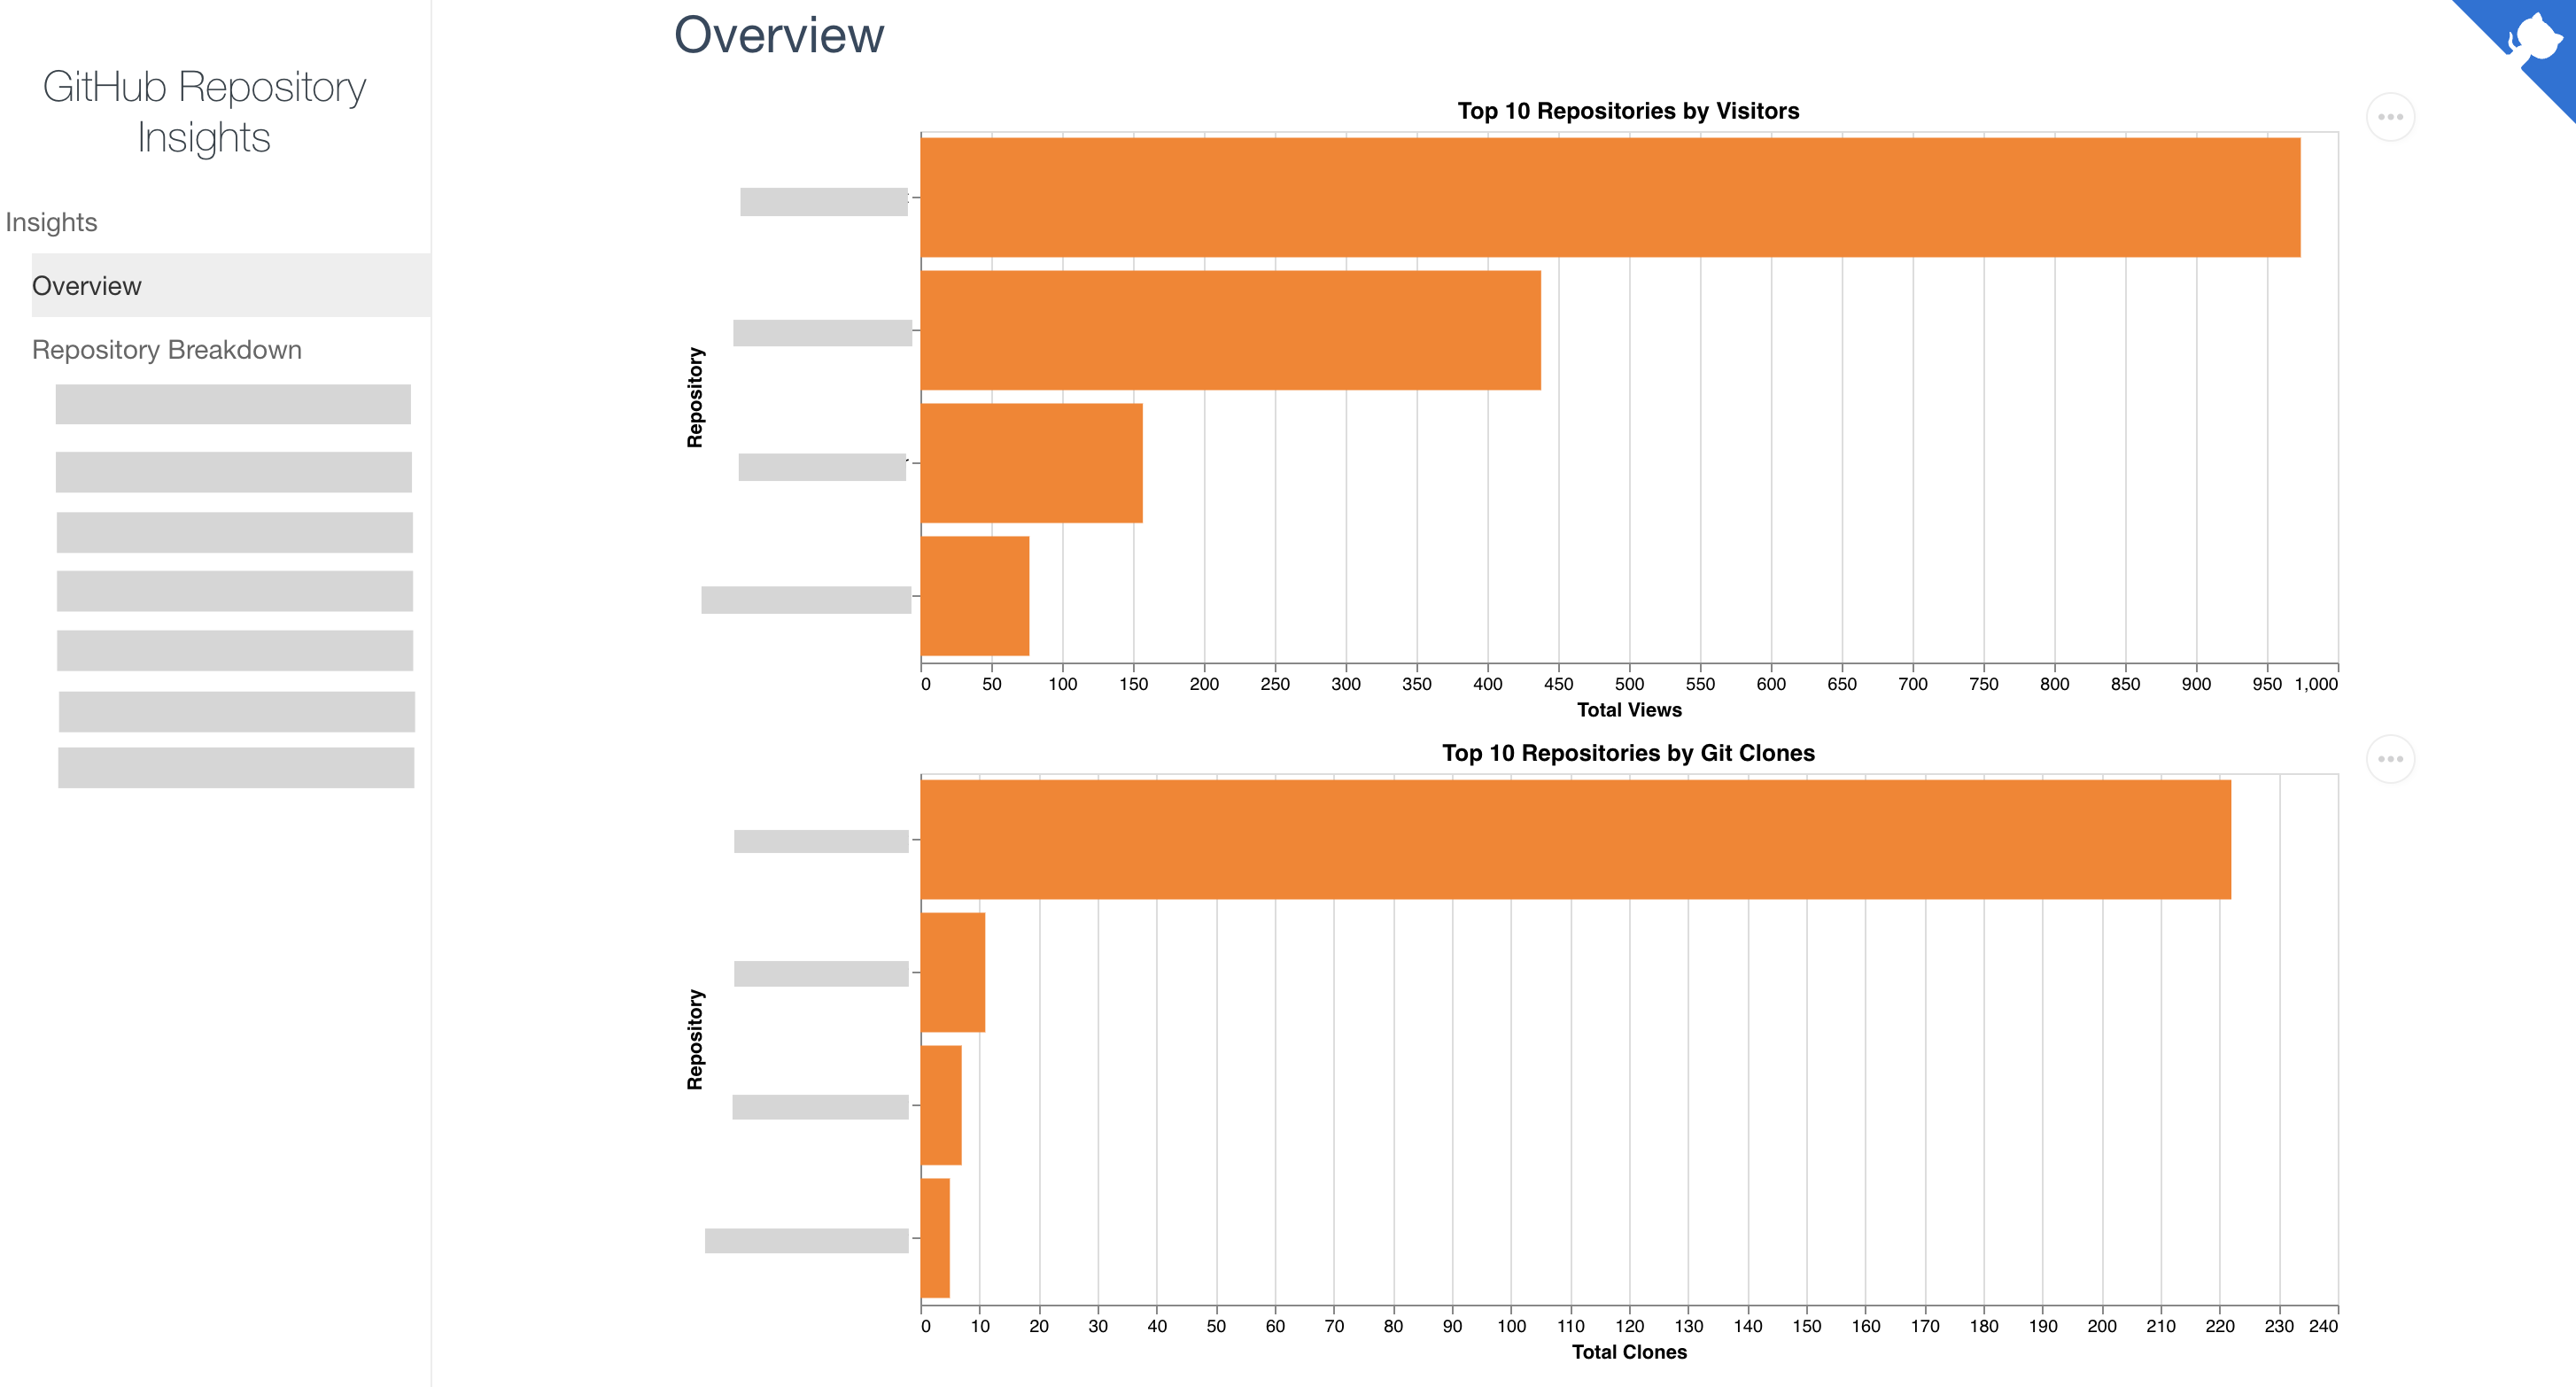 Overview
GitHub Repository
Insights
Insights
Overview
Repository Breakdown
Top 10 Repositories by Visitors
Repository
0 50 100 150 200 250 300 350 400 450 500 550 600 650 700 750 800 850 900 950 1,000
Total Views
Top 10 Repositories by Git Clones
Repository
0 10 20 30 40 50 60 70 80 90 100 110 120 130 140 150 160 170 180 190 200 210 220 230 240
Total Clones